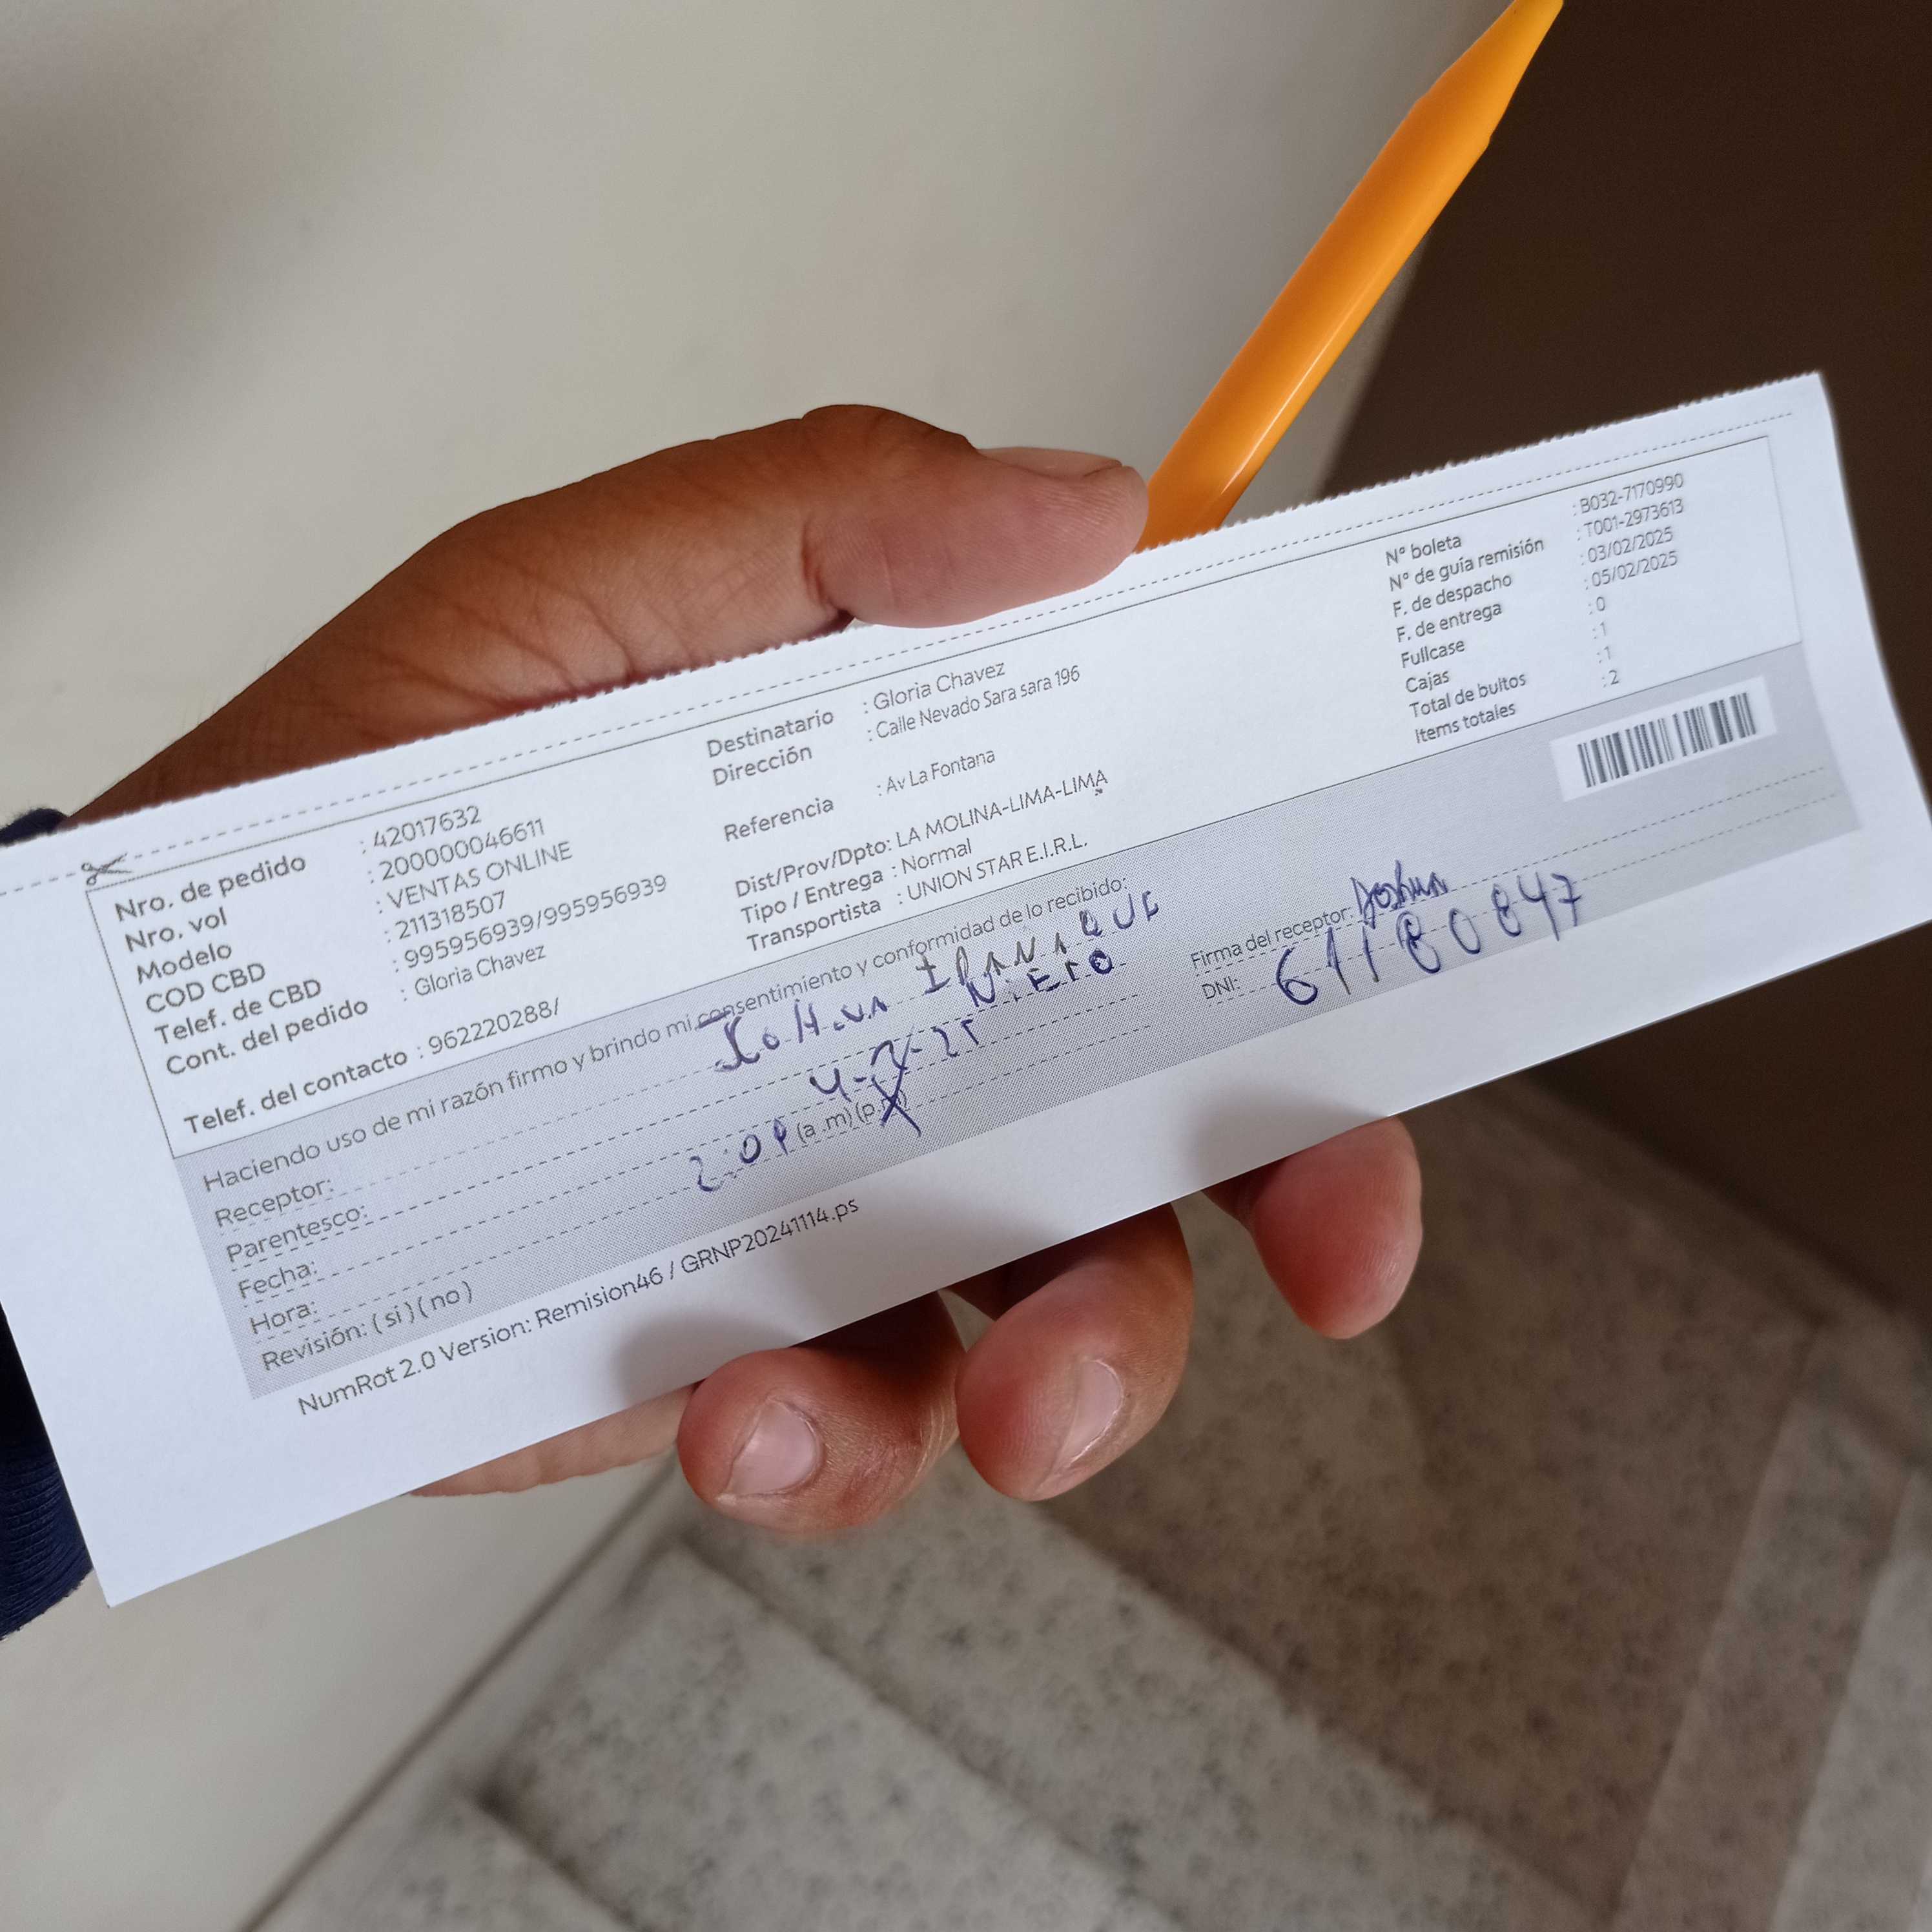 Nro. de pedido : 42017632
Nro. vol : 200000046611
Modelo : VENTAS ONLINE
COD CBD : 211318507
Telef. de CBD : 995956939/995956939
Cont. del pedido : Gloria Chavez
Telef. del contacto : 962220288/
Destinatario : Gloria Chavez
Dirección : Calle Nevado Sara sara 196
Referencia : Av La Fontana
Dist/Prov/Dpto: LA MOLINA-LIMA-LIMA
Tipo / Entrega : Normal
Transportista : UNION STAR E.I.R.L.
N° boleta : B032-7170990
N° de guía remisión : T001-2973613
F. de despacho : 03/02/2025
F. de entrega : 05/02/2025
Fullcase : 0
Cajas : 1
Total de bultos : 1
Items totales : 2
Haciendo uso de mi razón firmo y brindo mi consentimiento y conformidad de lo recibido:
Receptor:
Parentesco: NIETO
Fecha: 4-2-25
Hora: (a .m) (p.m)
Revisión: ( si ) ( no )
Firma del receptor:
DNI: 61180847
NumRot 2.0 Version: Remision46 / GRNP20241114.ps